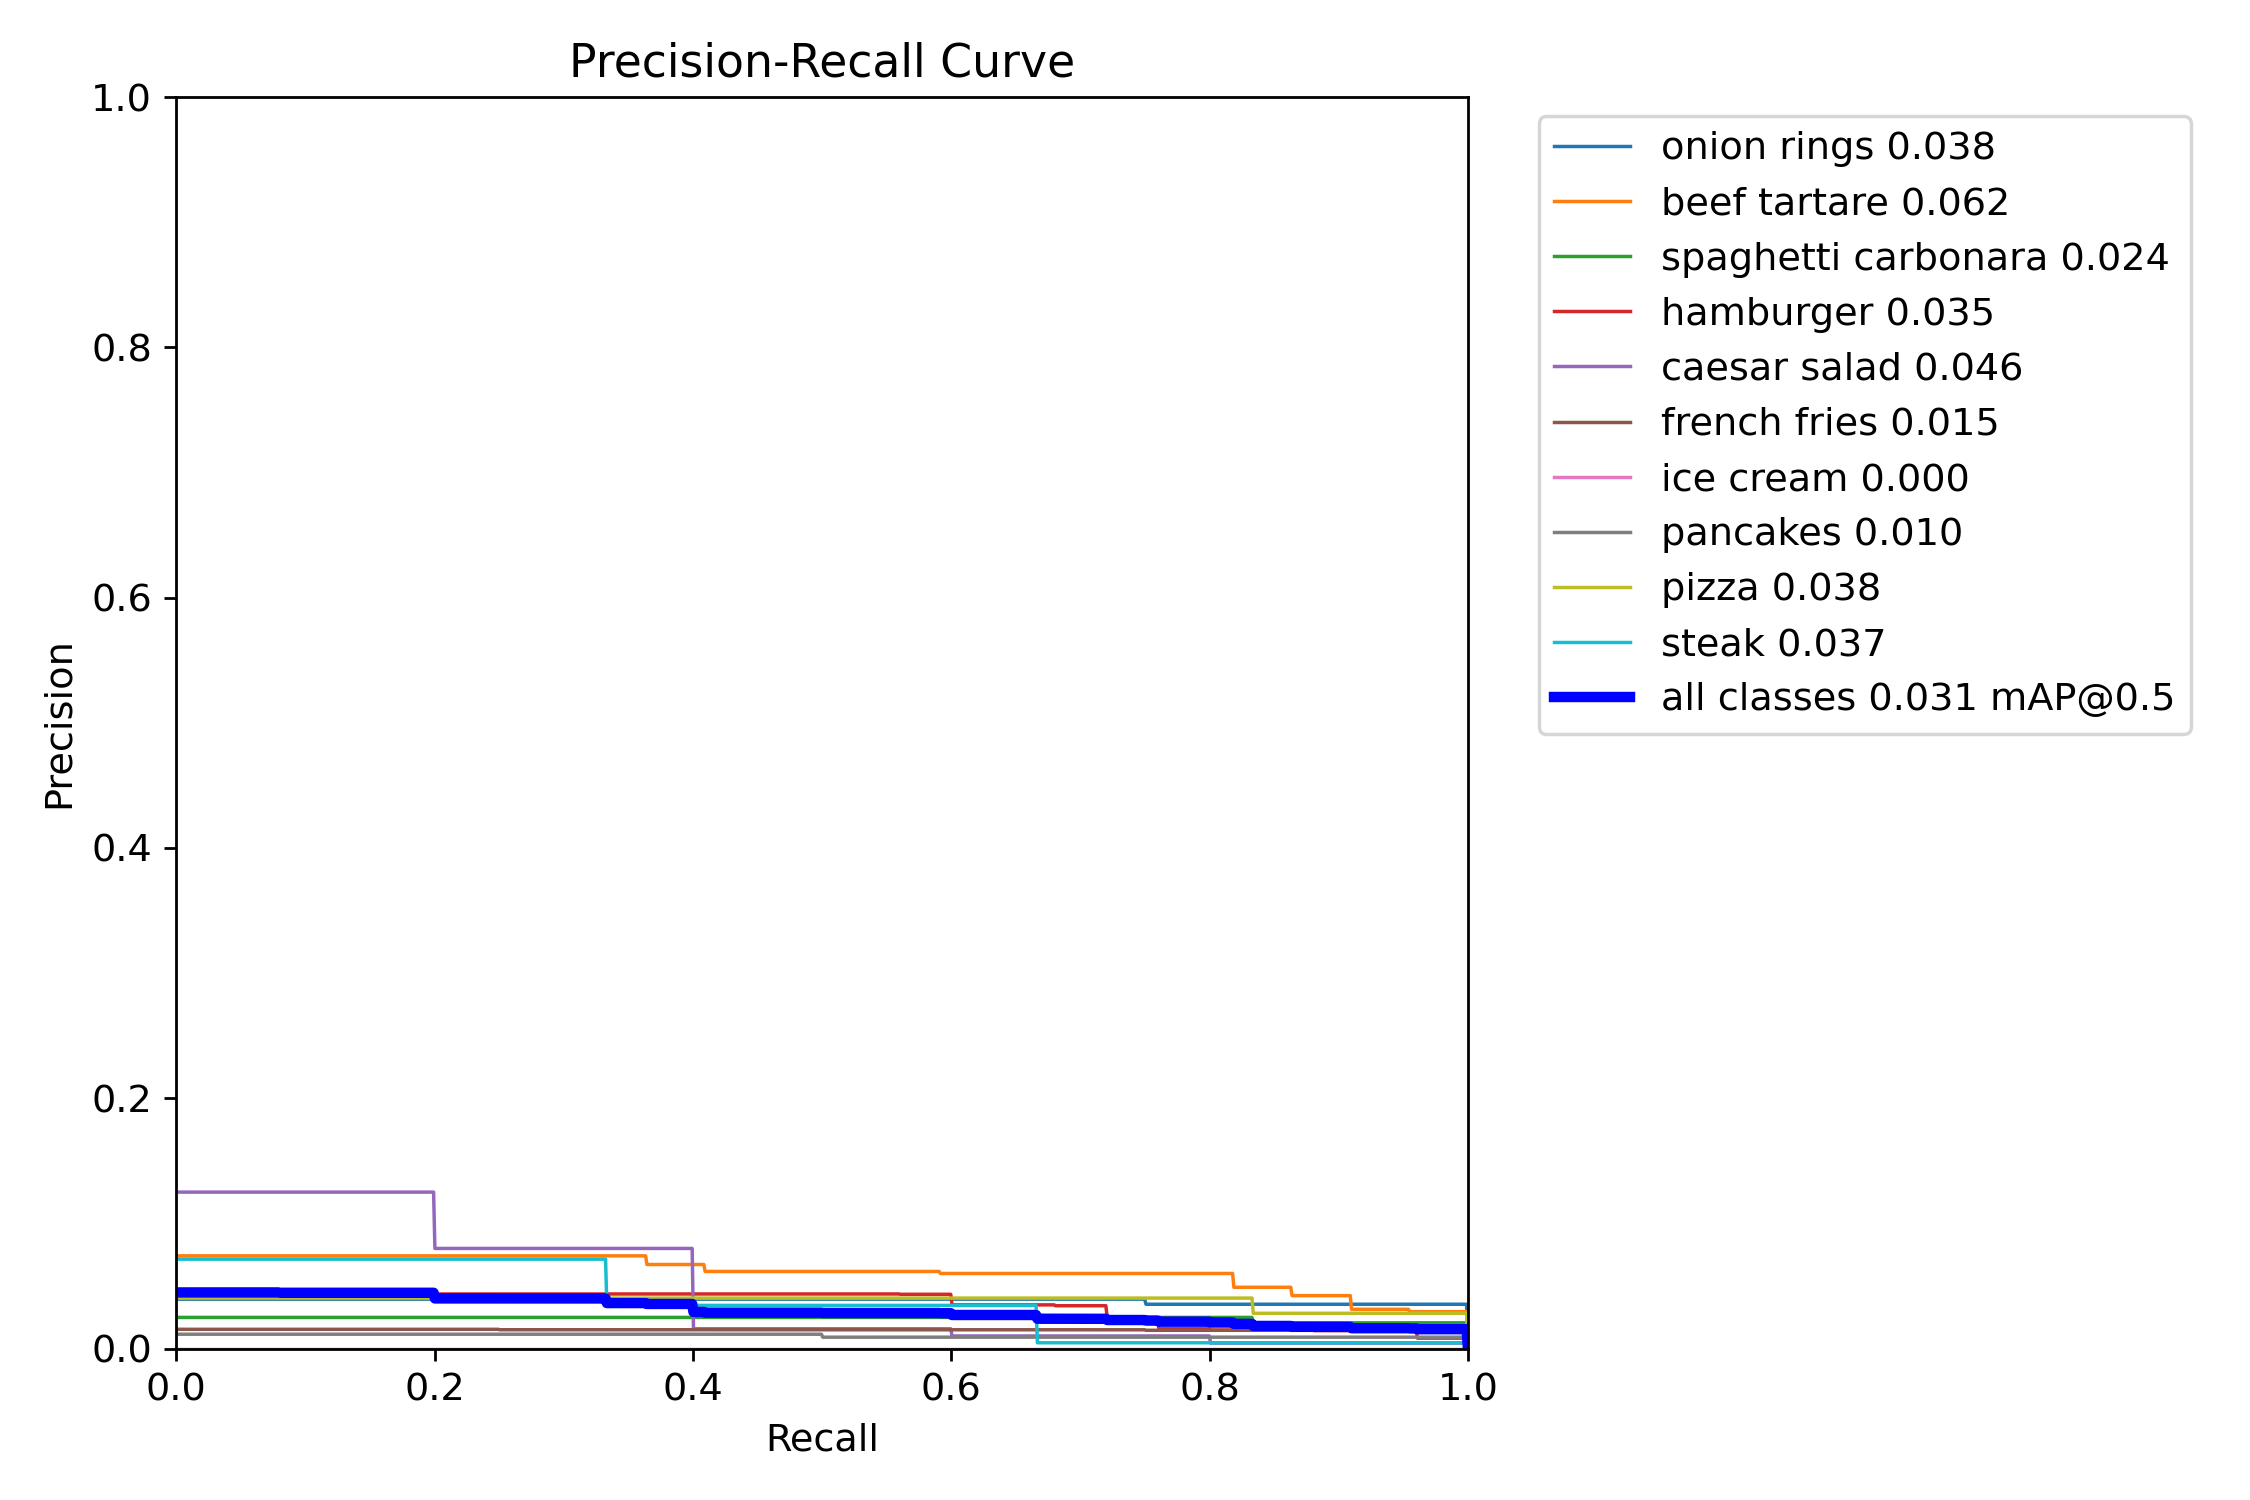 Precision-Recall Curve
1.0
0.8
0.6
0.4
0.2
0.0
Precision
0.0 0.2 0.4 0.6 0.8 1.0
Recall
onion rings 0.038
beef tartare 0.062
spaghetti carbonara 0.024
hamburger 0.035
caesar salad 0.046
french fries 0.015
ice cream 0.000
pancakes 0.010
pizza 0.038
steak 0.037
all classes 0.031 mAP@0.5